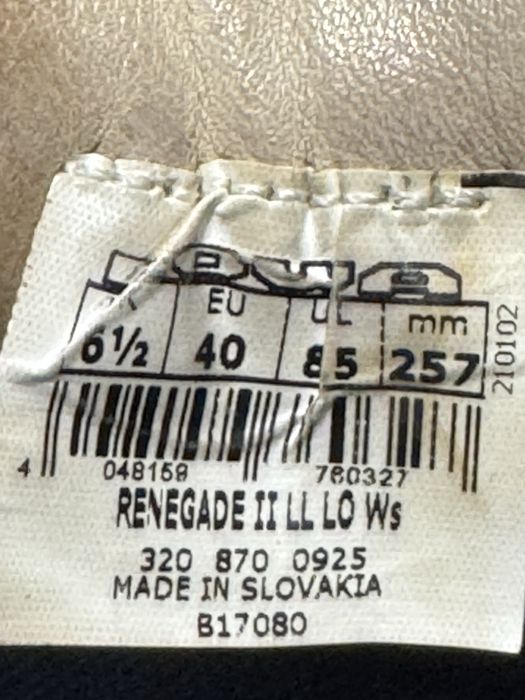 EU mm
6½ 40 85 257
210102
4 048159 760327
RENEGADE II LL LO Ws
320 870 0925
MADE IN SLOVAKIA
B17080